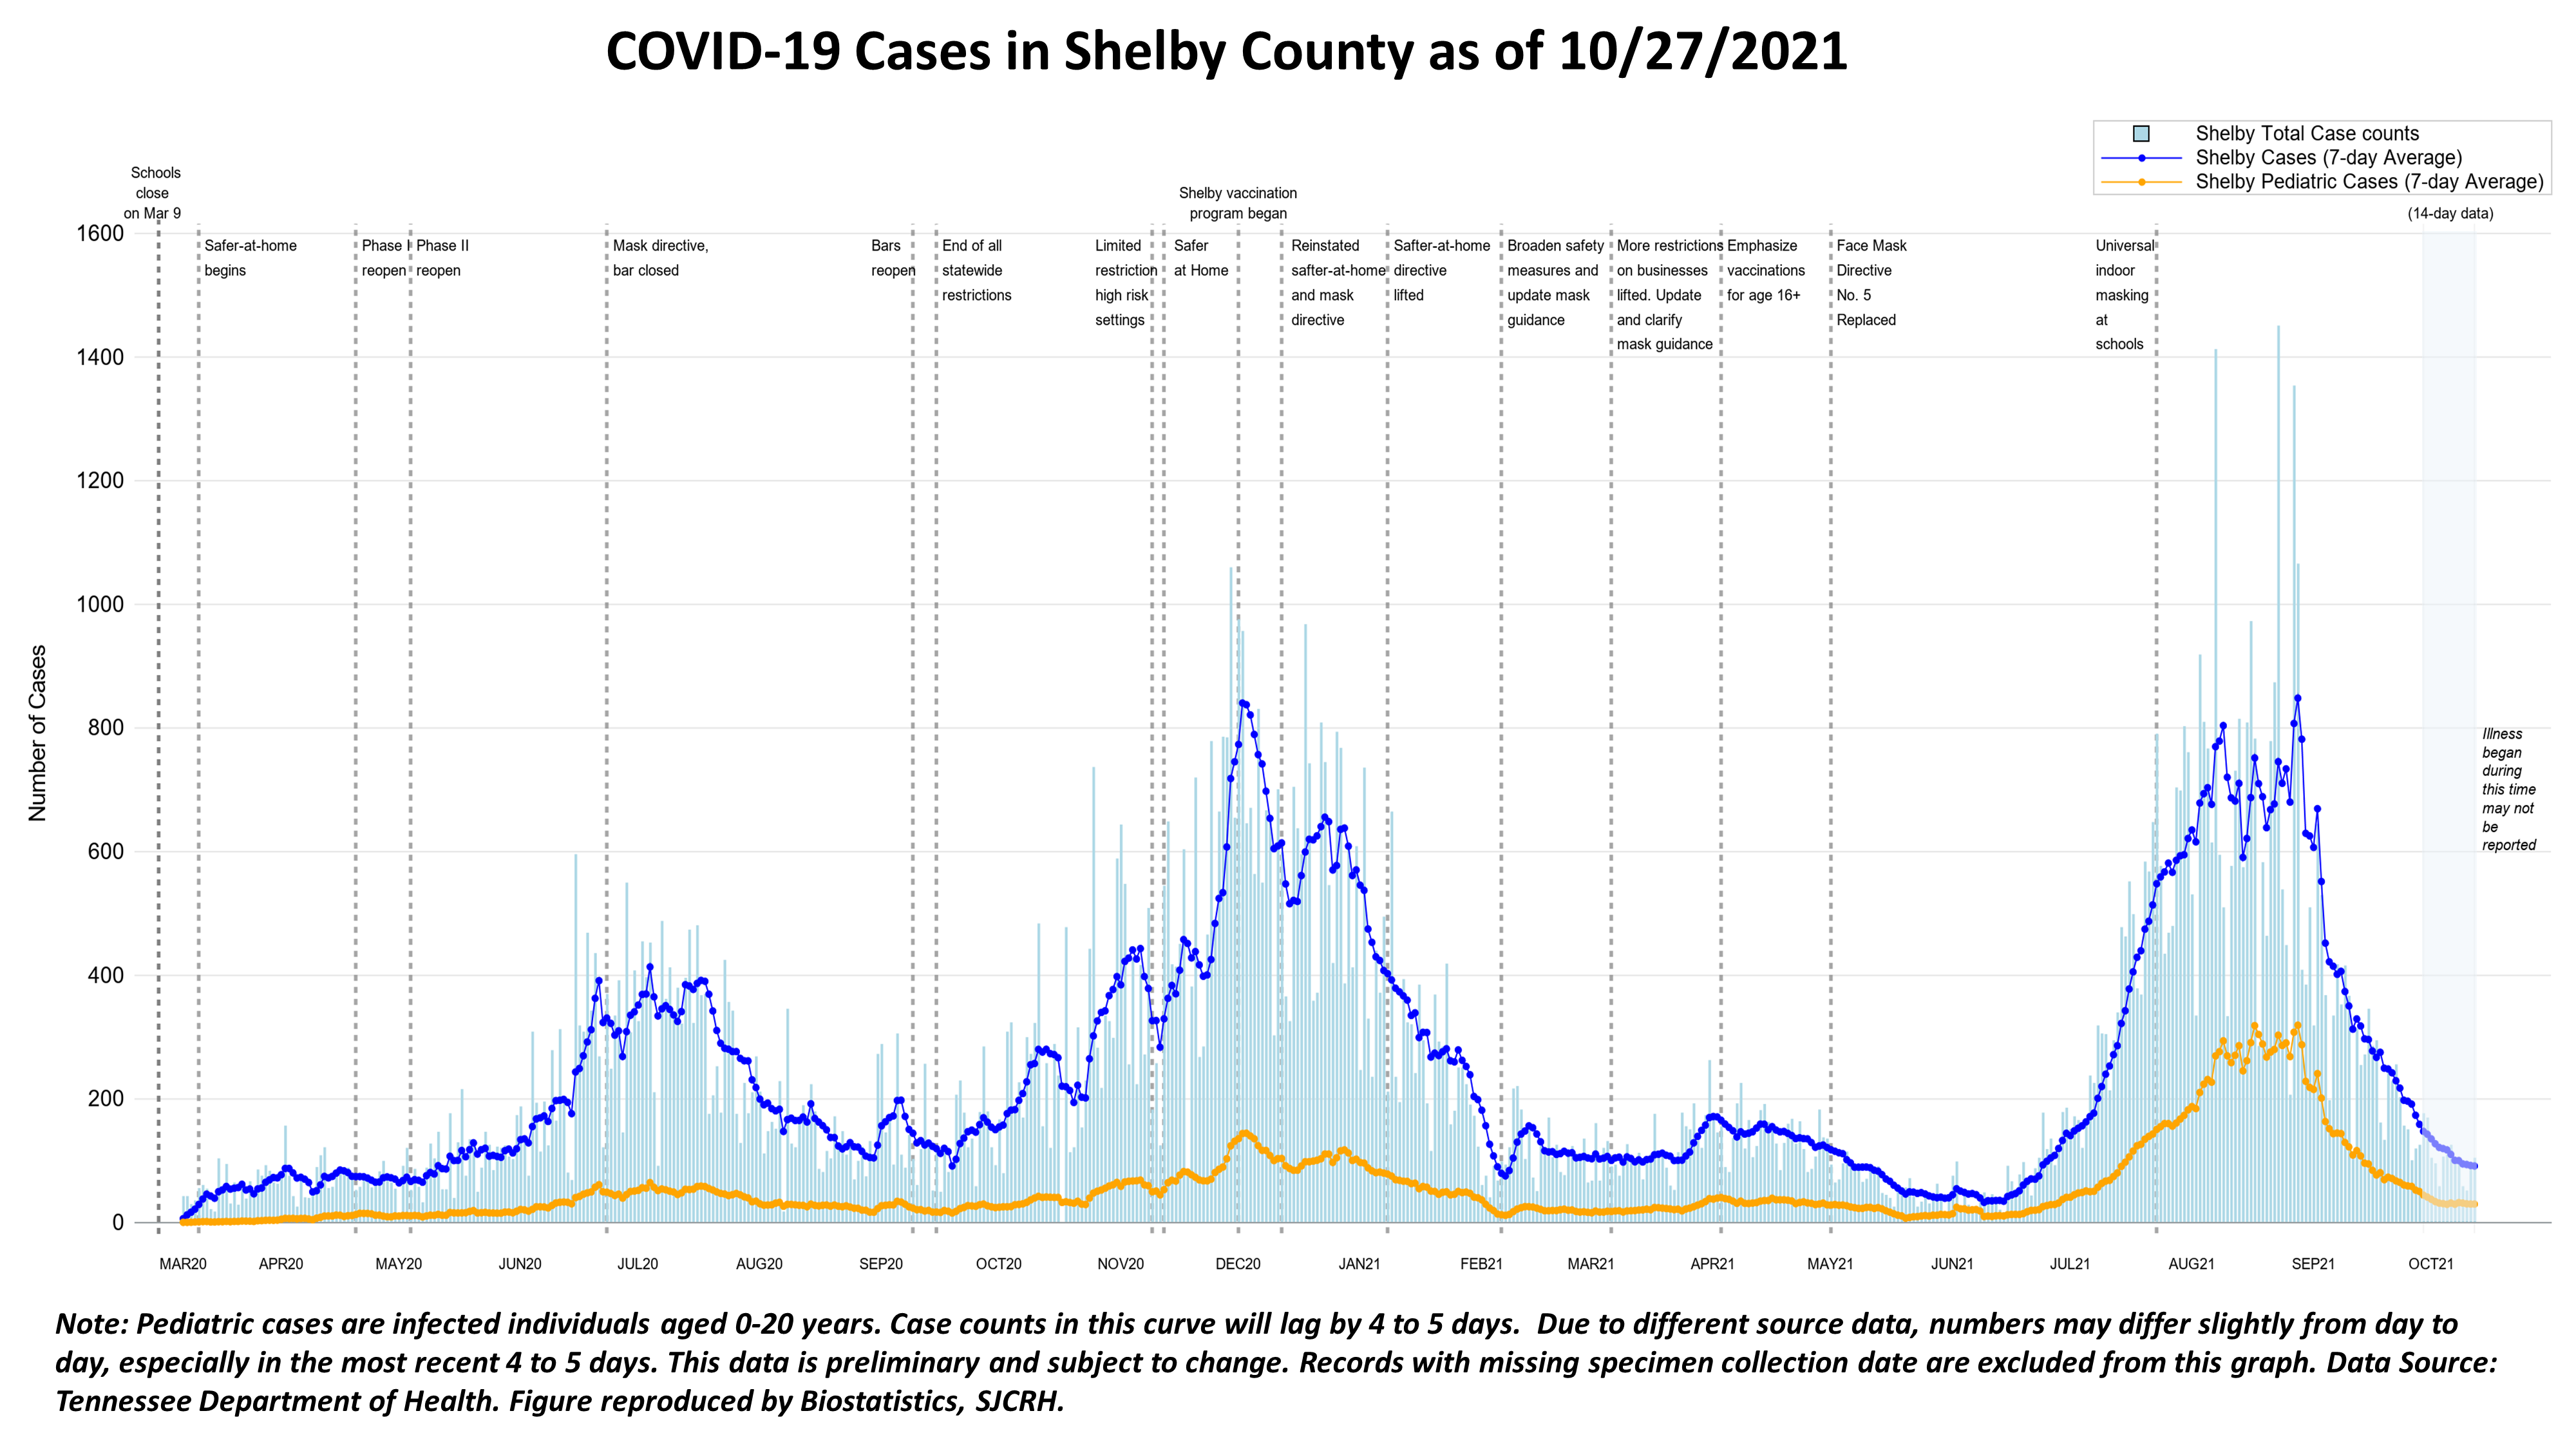 COVID-19 Cases in Shelby County as of 10/27/2021
Shelby Total Case counts
Shelby Cases (7-day Average)
Shelby Pediatric Cases (7-day Average)
(14-day data)
Schools
close
on Mar 9
Shelby vaccination
program began
Safer-at-home
begins
Phase I
reopen
Phase II
reopen
Mask directive,
bar closed
Bars
reopen
End of all
statewide
restrictions
Limited
restriction
high risk
settings
Safer
at Home
Reinstated
safter-at-home
and mask
directive
Safter-at-home
directive
lifted
Broaden safety
measures and
update mask
guidance
More restrictions
on businesses
lifted. Update
and clarify
mask guidance
Emphasize
vaccinations
for age 16+
Face Mask
Directive
No. 5
Replaced
Universal
indoor
masking
at
schools
Illness
began
during
this time
may not
be
reported
Number of Cases
1600
1400
1200
1000
800
600
400
200
0
MAR20 APR20 MAY20 JUN20 JUL20 AUG20 SEP20 OCT20 NOV20 DEC20 JAN21 FEB21 MAR21 APR21 MAY21 JUN21 JUL21 AUG21 SEP21 OCT21
Note: Pediatric cases are infected individuals aged 0-20 years. Case counts in this curve will lag by 4 to 5 days.  Due to different source data, numbers may differ slightly from day to
day, especially in the most recent 4 to 5 days. This data is preliminary and subject to change. Records with missing specimen collection date are excluded from this graph. Data Source:
Tennessee Department of Health. Figure reproduced by Biostatistics, SJCRH.